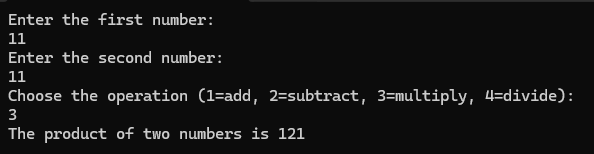 Enter the first number:
11
Enter the second number:
11
Choose the operation (1=add, 2=subtract, 3=multiply, 4=divide):
3
The product of two numbers is 121